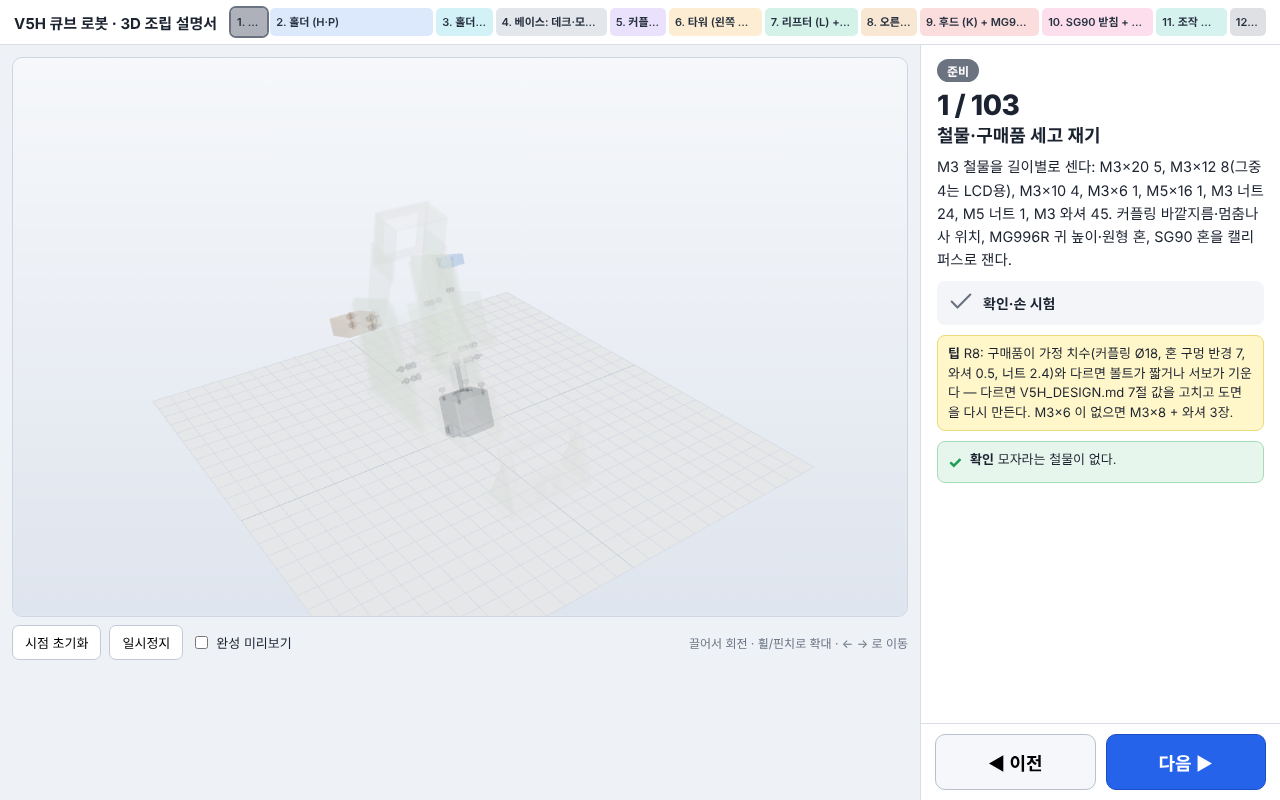 V5H 큐브 로봇 · 3D 조립 설명서
1. ...
2. 홀더 (H·P)
3. 홀더...
4. 베이스: 데크·모...
5. 커플...
6. 타워 (왼쪽 ...
7. 리프터 (L) +...
8. 오른...
9. 후드 (K) + MG9...
10. SG90 받침 + ...
11. 조작 ...
12...
시점 초기화
일시정지
완성 미리보기
끌어서 회전 · 휠/핀치로 확대 · ← → 로 이동
준비
1 / 103
철물·구매품 세고 재기
M3 철물을 길이별로 센다: M3×20 5, M3×12 8(그중
4는 LCD용), M3×10 4, M3×6 1, M5×16 1, M3 너트
24, M5 너트 1, M3 와셔 45. 커플링 바깥지름·멈춤나
사 위치, MG996R 귀 높이·원형 혼, SG90 혼을 캘리
퍼스로 잰다.
확인·손 시험
팁 R8: 구매품이 가정 치수(커플링 Ø18, 혼 구멍 반경 7,
와셔 0.5, 너트 2.4)와 다르면 볼트가 짧거나 서보가 기운
다 — 다르면 V5H_DESIGN.md 7절 값을 고치고 도면
을 다시 만든다. M3×6 이 없으면 M3×8 + 와셔 3장.
확인 모자라는 철물이 없다.
◀ 이전
다음 ▶